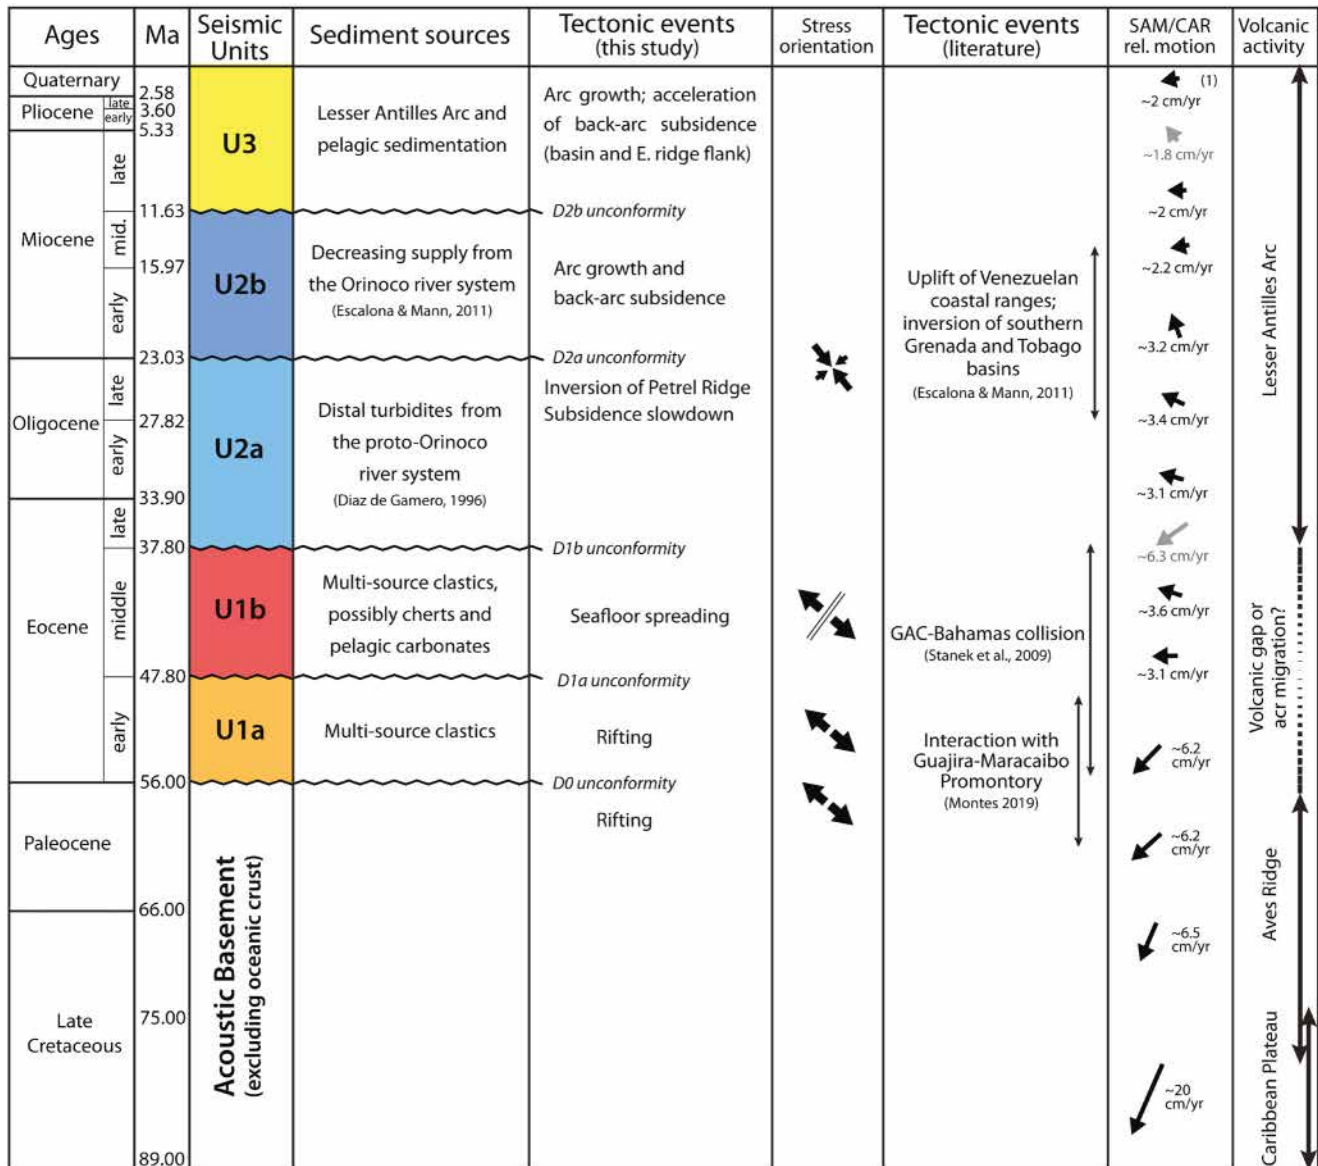 Ages
Ma
Seismic
Units
Sediment sources
Tectonic events
(this study)
Stress
orientation
Tectonic events
(literature)
SAM/CAR
rel. motion
Volcanic
activity
Quaternary
Pliocene
late
early
Miocene
late
mid.
early
Oligocene
late
early
Eocene
late
middle
early
Paleocene
Late
Cretaceous
2.58
3.60
5.33
11.63
15.97
23.03
27.82
33.90
37.80
47.80
56.00
66.00
75.00
89.00
U3
U2b
U2a
U1b
U1a
Acoustic Basement
(excluding oceanic crust)
Lesser Antilles Arc and
pelagic sedimentation
Decreasing supply from
the Orinoco river system
(Escalona & Mann, 2011)
Distal turbidites from
the proto-Orinoco
river system
(Diaz de Gamero, 1996)
Multi-source clastics,
possibly cherts and
pelagic carbonates
Multi-source clastics
Arc growth; acceleration
of back-arc subsidence
(basin and E. ridge flank)
D2b unconformity
Arc growth and
back-arc subsidence
D2a unconformity
Inversion of Petrel Ridge
Subsidence slowdown
D1b unconformity
Seafloor spreading
D1a unconformity
Rifting
D0 unconformity
Rifting
Uplift of Venezuelan
coastal ranges;
inversion of southern
Grenada and Tobago
basins
(Escalona & Mann, 2011)
GAC-Bahamas collision
(Stanek et al., 2009)
Interaction with
Guajira-Maracaibo
Promontory
(Montes 2019)
(1)
~2 cm/yr
~1.8 cm/yr
~2 cm/yr
~2.2 cm/yr
~3.2 cm/yr
~3.4 cm/yr
~3.1 cm/yr
~6.3 cm/yr
~3.6 cm/yr
~3.1 cm/yr
~6.2
cm/yr
~6.2
cm/yr
~6.5
cm/yr
~20
cm/yr
Lesser Antilles Arc
Volcanic gap or
acr migration?
Aves Ridge
Caribbean Plateau